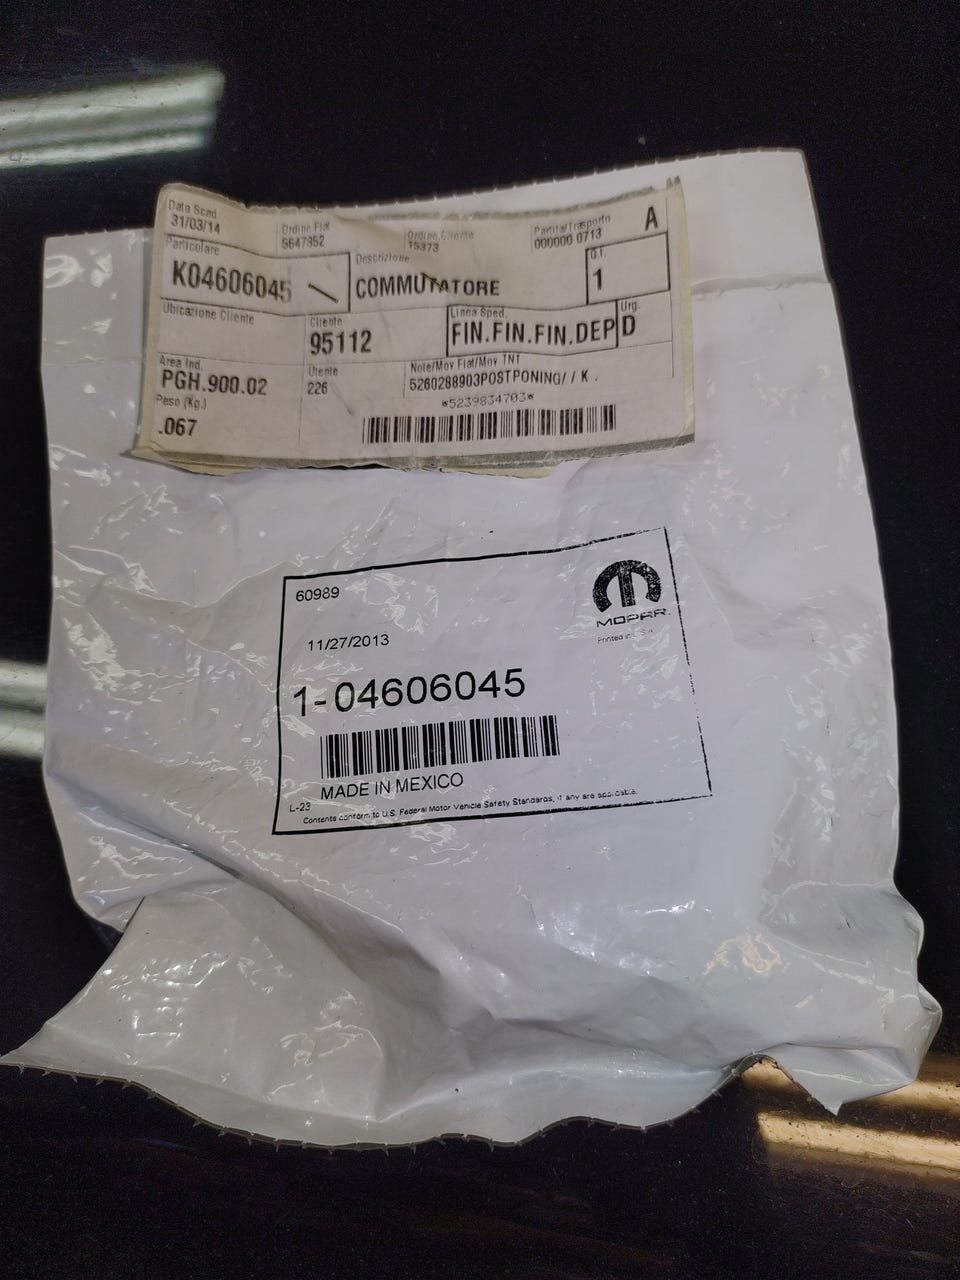 Data Scad.
31/03/14
Ordine Fiat
5647352
Ordine Cliente
15373
Partita/Trasporto
000000 0713
A
Particolare
K04606045
Descrizione
COMMUTATORE
Q.T.
1
Ubicazione Cliente
Cliente
95112
Linea Sped.
FIN.FIN.FIN.DEP
Urg.
D
Area Ind.
PGH.900.02
Utente
226
Note/Mov Fiat/Mov TNT
5260288903POSTPONING// K .
Peso (Kg.)
.067
*5239834703*
60989
MOPAR.
Printed in U.S.A.
11/27/2013
1-04606045
MADE IN MEXICO
L-23
Contents conform to U.S. Federal Motor Vehicle Safety Standards, if any are applicable.